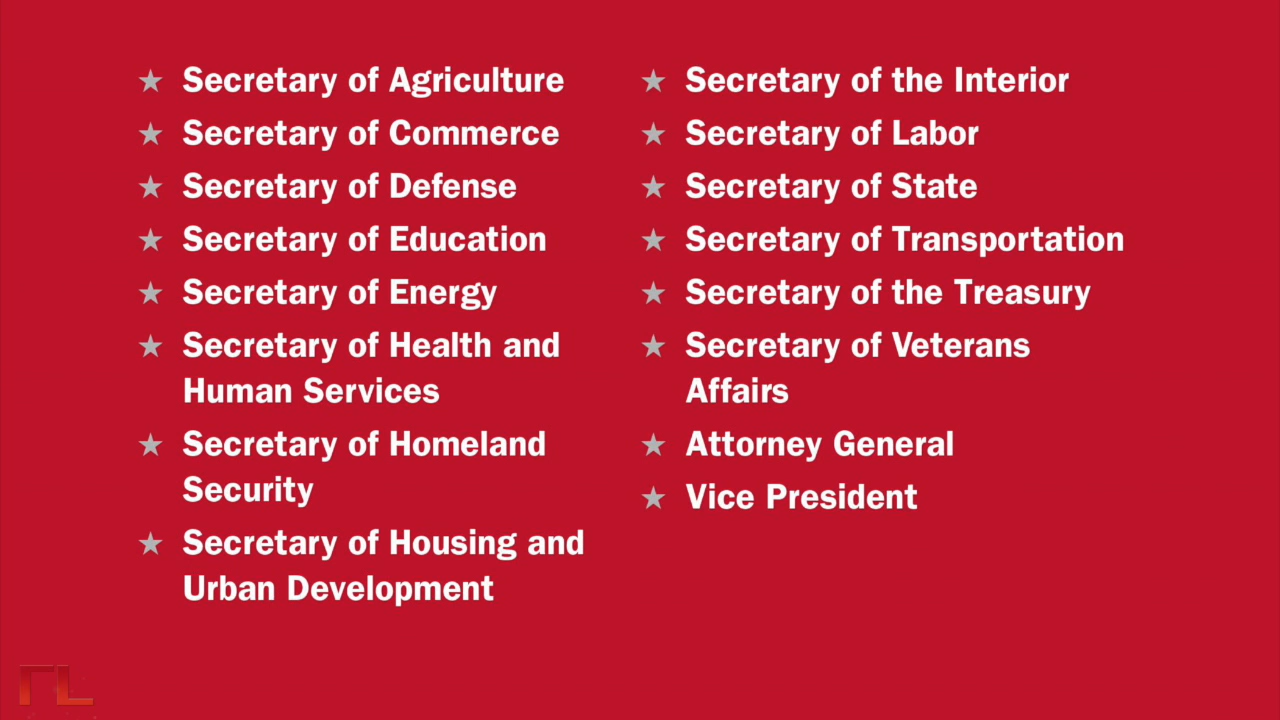 Secretary of Agriculture
Secretary of Commerce
Secretary of Defense
Secretary of Education
Secretary of Energy
Secretary of Health and
Human Services
Secretary of Homeland
Security
Secretary of Housing and
Urban Development
Secretary of the Interior
Secretary of Labor
Secretary of State
Secretary of Transportation
Secretary of the Treasury
Secretary of Veterans
Affairs
Attorney General
Vice President